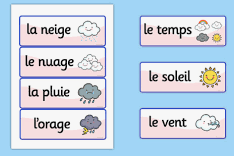 la neige
le nuage
la pluie
l'orage
le temps
le soleil
le vent